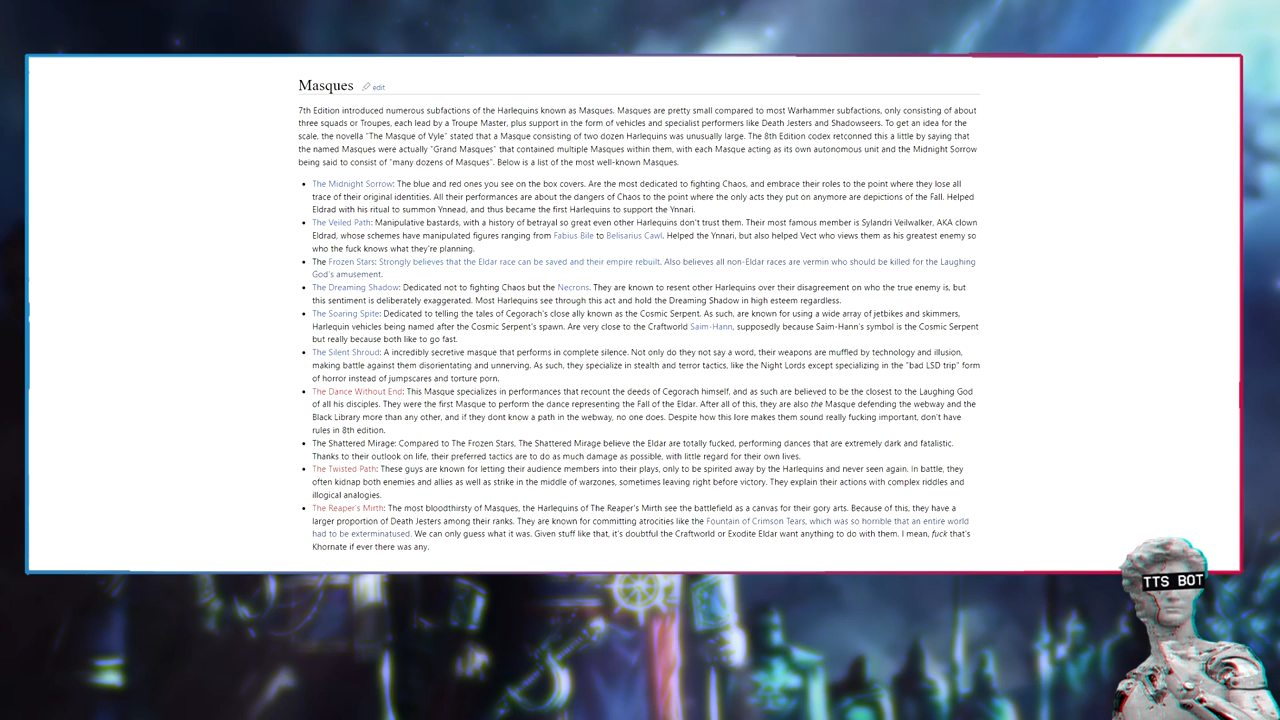 Masques edit
7th Edition introduced numerous subfactions of the Harlequins known as Masques. Masques are pretty small compared to most Warhammer subfactions, only consisting of about
three squads or Troupes, each lead by a Troupe Master, plus support in the form of vehicles and specialist performers like Death Jesters and Shadowseers. To get an idea for the
scale, the novella "The Masque of Vyle" stated that a Masque consisting of two dozen Harlequins was unusually large. The 8th Edition codex retconned this a little by saying that
the named Masques were actually "Grand Masques" that contained multiple Masques within them, with each Masque acting as its own autonomous unit and the Midnight Sorrow
being said to consist of "many dozens of Masques". Below is a list of the most well-known Masques.
• The Midnight Sorrow: The blue and red ones you see on the box covers. Are the most dedicated to fighting Chaos, and embrace their roles to the point where they lose all
trace of their original identities. All their performances are about the dangers of Chaos to the point where the only acts they put on anymore are depictions of the Fall. Helped
Eldrad with his ritual to summon Ynnead, and thus became the first Harlequins to support the Ynnari.
• The Veiled Path: Manipulative bastards, with a history of betrayal so great even other Harlequins don't trust them. Their most famous member is Sylandri Veilwalker, AKA clown
Eldrad, whose schemes have manipulated figures ranging from Fabius Bile to Belisarius Cawl. Helped the Ynnari, but also helped Vect who views them as his greatest enemy so
who the fuck knows what they're planning.
• The Frozen Stars: Strongly believes that the Eldar race can be saved and their empire rebuilt. Also believes all non-Eldar races are vermin who should be killed for the Laughing
God's amusement.
• The Dreaming Shadow: Dedicated not to fighting Chaos but the Necrons. They are known to resent other Harlequins over their disagreement on who the true enemy is, but
this sentiment is deliberately exaggerated. Most Harlequins see through this act and hold the Dreaming Shadow in high esteem regardless.
• The Soaring Spite: Dedicated to telling the tales of Cegorach's close ally known as the Cosmic Serpent. As such, are known for using a wide array of jetbikes and skimmers,
Harlequin vehicles being named after the Cosmic Serpent's spawn. Are very close to the Craftworld Saim-Hann, supposedly because Saim-Hann's symbol is the Cosmic Serpent
but really because both like to go fast.
• The Silent Shroud: A incredibly secretive masque that performs in complete silence. Not only do they not say a word, their weapons are muffled by technology and illusion,
making battle against them disorientating and unnerving. As such, they specialize in stealth and terror tactics, like the Night Lords except specializing in the "bad LSD trip" form
of horror instead of jumpscares and torture porn.
• The Dance Without End: This Masque specializes in performances that recount the deeds of Cegorach himself, and as such are believed to be the closest to the Laughing God
of all his disciples. They were the first Masque to perform the dance representing the Fall of the Eldar. After all of this, they are also the Masque defending the webway and the
Black Library more than any other, and if they dont know a path in the webway, no one does. Despite how this lore makes them sound really fucking important, don't have
rules in 8th edition.
• The Shattered Mirage: Compared to The Frozen Stars, The Shattered Mirage believe the Eldar are totally fucked, performing dances that are extremely dark and fatalistic.
Thanks to their outlook on life, their preferred tactics are to do as much damage as possible, with little regard for their own lives.
• The Twisted Path: These guys are known for letting their audience members into their plays, only to be spirited away by the Harlequins and never seen again. In battle, they
often kidnap both enemies and allies as well as strike in the middle of warzones, sometimes leaving right before victory. They explain their actions with complex riddles and
illogical analogies.
• The Reaper's Mirth: The most bloodthirsty of Masques, the Harlequins of The Reaper's Mirth see the battlefield as a canvas for their gory arts. Because of this, they have a
larger proportion of Death Jesters among their ranks. They are known for committing atrocities like the Fountain of Crimson Tears, which was so horrible that an entire world
had to be exterminatused. We can only guess what it was. Given stuff like that, it's doubtful the Craftworld or Exodite Eldar want anything to do with them. I mean, fuck that's
Khornate if ever there was any.
TTS BOT